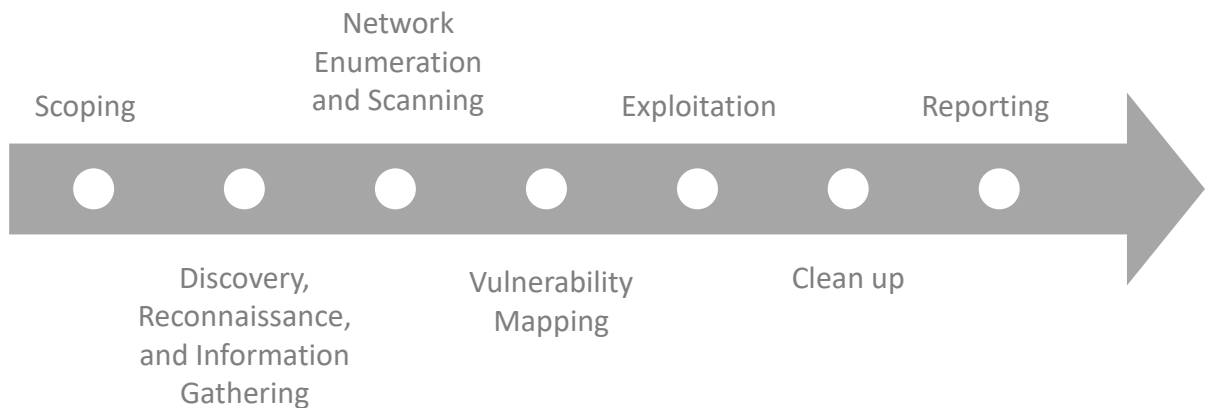 Scoping
Discovery,
Reconnaissance,
and Information
Gathering
Network
Enumeration
and Scanning
Vulnerability
Mapping
Exploitation
Clean up
Reporting